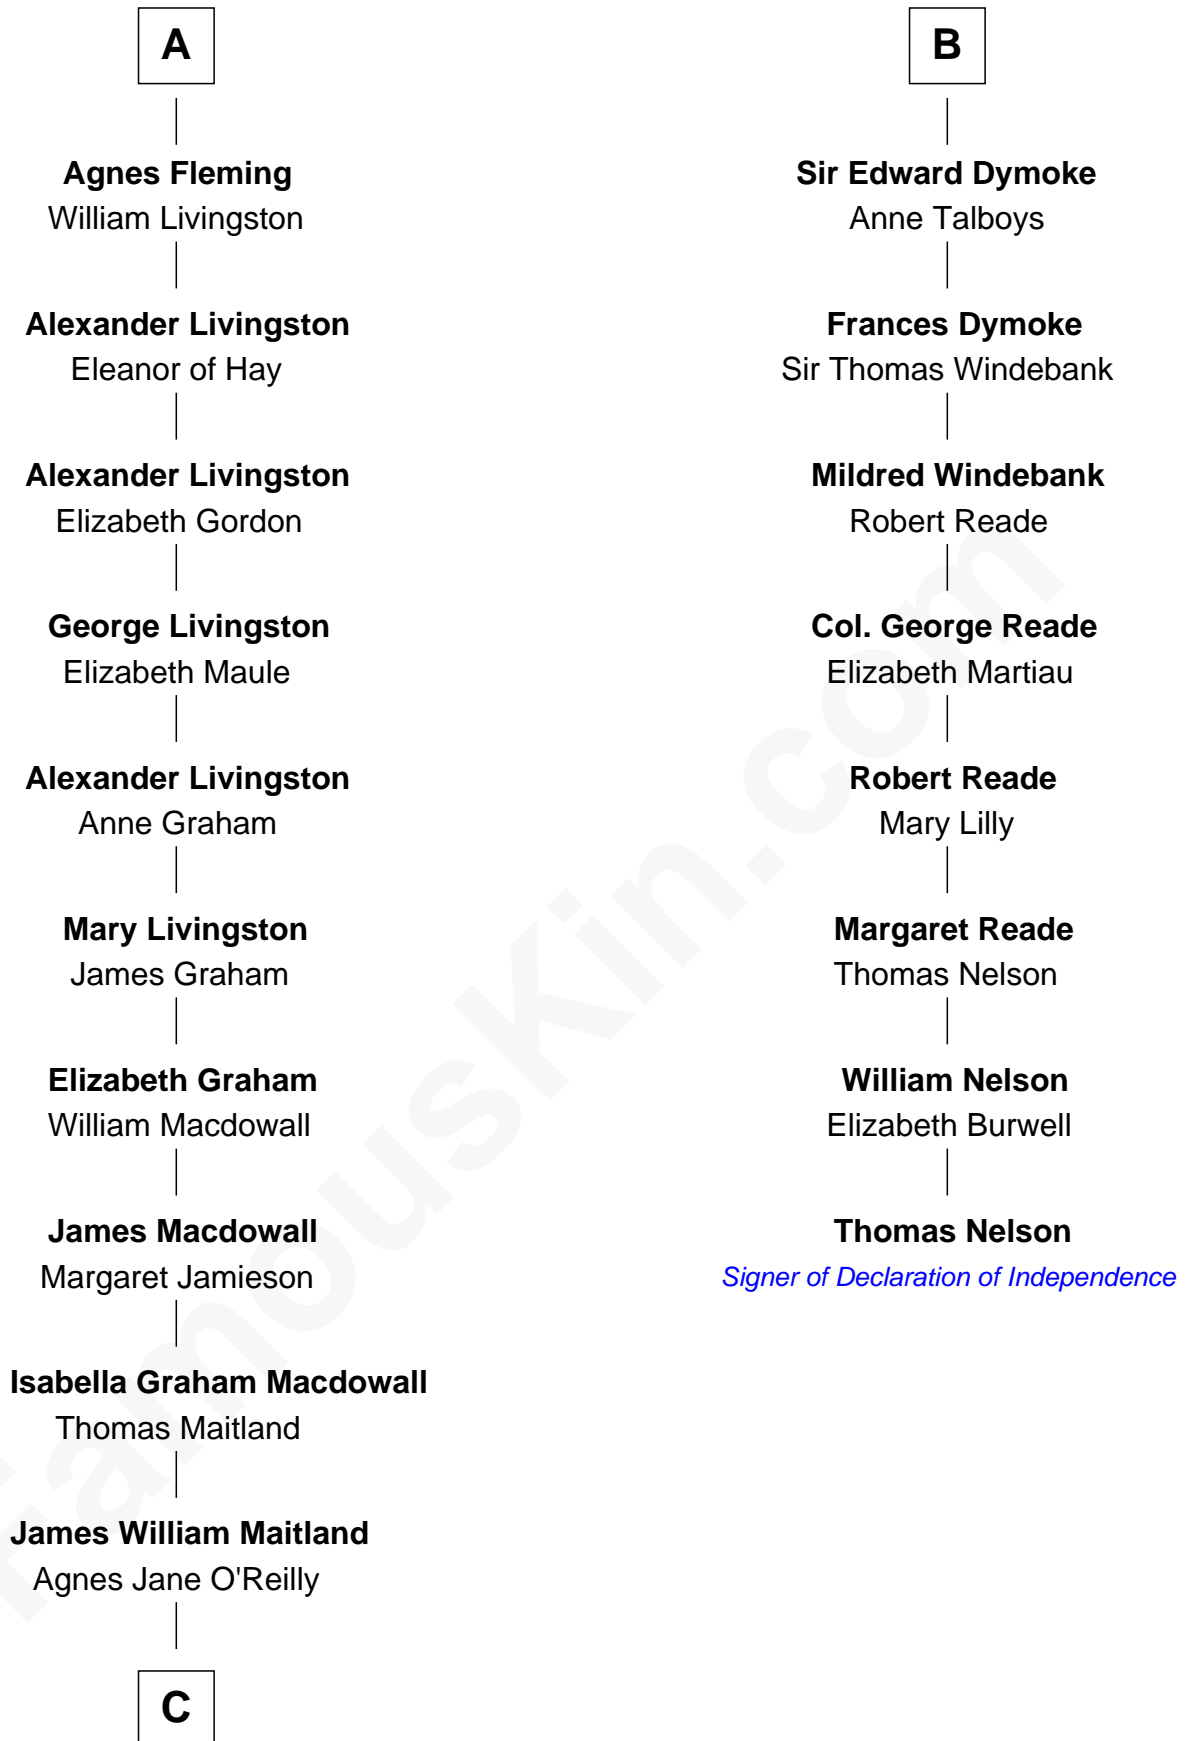 A
Agnes Fleming
William Livingston
Alexander Livingston
Eleanor of Hay
Alexander Livingston
Elizabeth Gordon
George Livingston
Elizabeth Maule
Alexander Livingston
Anne Graham
Mary Livingston
James Graham
Elizabeth Graham
William Macdowall
James Macdowall
Margaret Jamieson
Isabella Graham Macdowall
Thomas Maitland
James William Maitland
Agnes Jane O'Reilly
C
B
Sir Edward Dymoke
Anne Talboys
Frances Dymoke
Sir Thomas Windebank
Mildred Windebank
Robert Reade
Col. George Reade
Elizabeth Martiau
Robert Reade
Mary Lilly
Margaret Reade
Thomas Nelson
William Nelson
Elizabeth Burwell
Thomas Nelson
Signer of Declaration of Independence
FamousKin.com